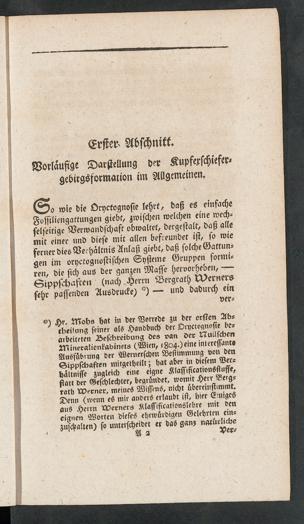 Erster Abschnitt.
Vorläufige Darstellung der Kupferschiefer-
gebirgsformation im Allgemeinen.
So wie die Oryctognosie lehrt, daß es einfache
Fossiliengattungen giebt, zwischen welchen eine wech-
selseitige Verwandschaft obwaltet, dergestalt, daß alle
mit einer und diese mit allen befreundet ist, so wie
ferner dies Verhältnis Anlaß giebt, daß solche Gattun-
gen im oryctognostischen Systeme Gruppen formi-
ren, die sich aus der ganzen Masse hervorheben, —
Sippschaften (nach Herrn Bergrath Werners
sehr passenden Ausdrucke) *) — und dadurch ein
ver-
*) Hr. Mohs hat in der Vorrede zu der ersten Ab-
theilung seiner als Handbuch der Oryctognosie be-
arbeiteten Beschreibung des van der Nullschen
Mineralienkabinets (Wien, 1804.) eine interessante
Ausführung der Wernerschen Bestimmung von den
Sippschaften mitgetheilt; hat aber in diesem Ver-
hältnisse zugleich eine eigne Klassifikationsstuffe,
statt der Geschlechter, begründet, womit Herr Berg-
rath Werner, meines Wissens, nicht übereinstimmt.
Denn (wenn es mir anders erlaubt ist, hier Einiges
aus Herrn Werners Klassifikationslehre mit den
eignen Worten dieses ehrwürdigen Gelehrten ein-
zuschalten) so unterscheidet er das ganz natürliche
A 2 Ver-